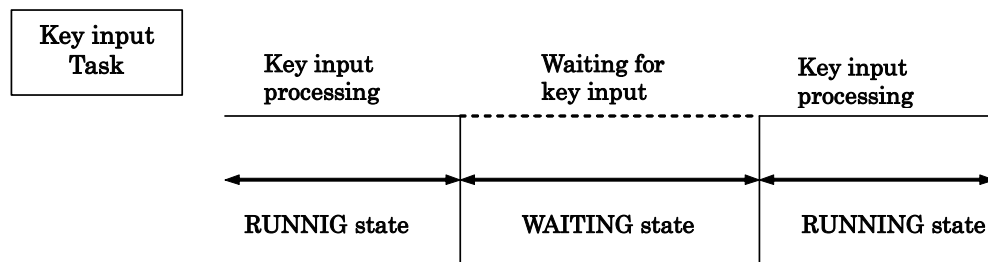 Key input
Task
Key input
processing
Waiting for
key input
Key input
processing
RUNNIG state
WAITING state
RUNNING state